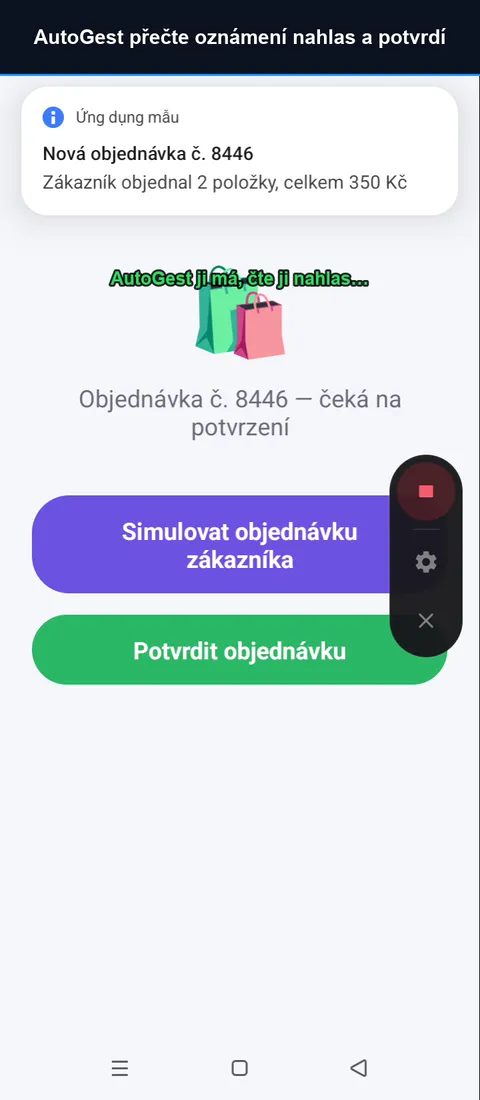 AutoGest přečte oznámení nahlas a potvrdí
Ứng dụng mẫu
Nová objednávka č. 8446
Zákazník objednal 2 položky, celkem 350 Kč
AutoGest ji má, čte ji nahlas...
Objednávka č. 8446 — čeká na
potvrzení
Simulovat objednávku
zákazníka
Potvrdit objednávku